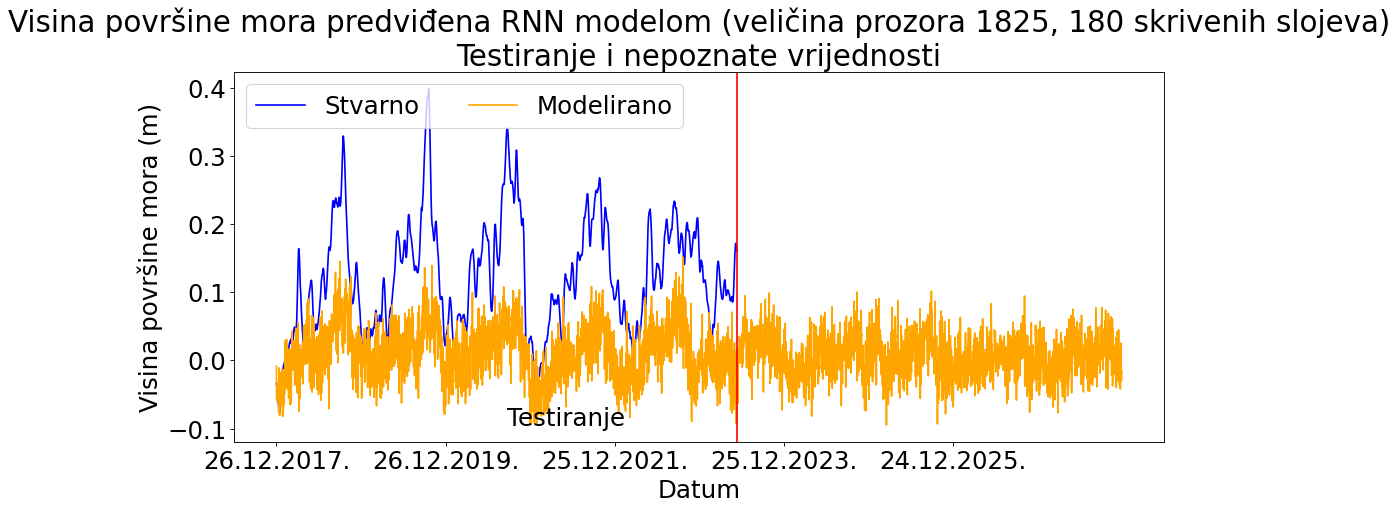 Visina površine mora predviđena RNN modelom (veličina prozora 1825, 180 skrivenih slojeva)
Testiranje i nepoznate vrijednosti
Stvarno Modelirano
Visina površine mora (m)
0.4
0.3
0.2
0.1
0.0
−0.1
Testiranje
26.12.2017. 26.12.2019. 25.12.2021. 25.12.2023. 24.12.2025.
Datum